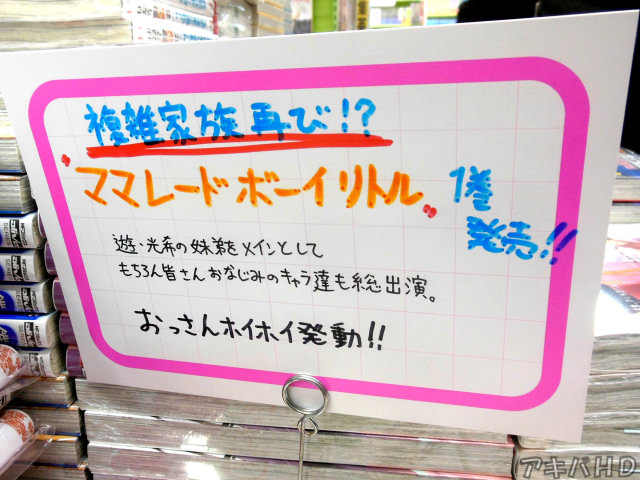 複雑家族再び!?
"ママレードボーイリトル" 1巻
発売!!
遊・光希の妹弟をメインとして
もちろん皆さんおなじみのキャラ達も総出演。
おっさんホイホイ発動!!
アキバHD